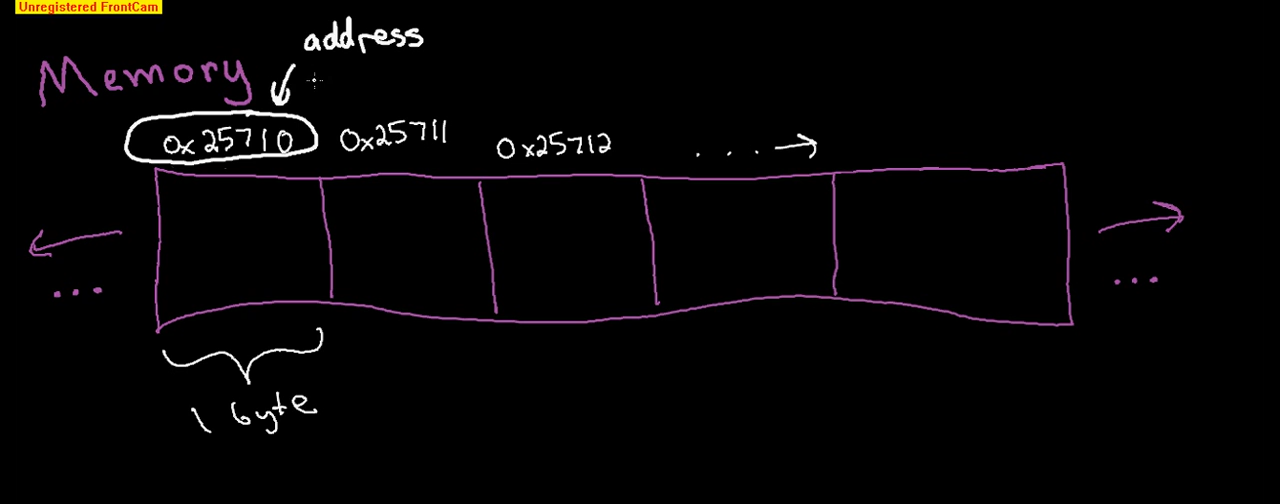 Unregistered FrontCam
address
Memory
0x25710 0x25711 0x25712 . . . →
... ...
1 byte